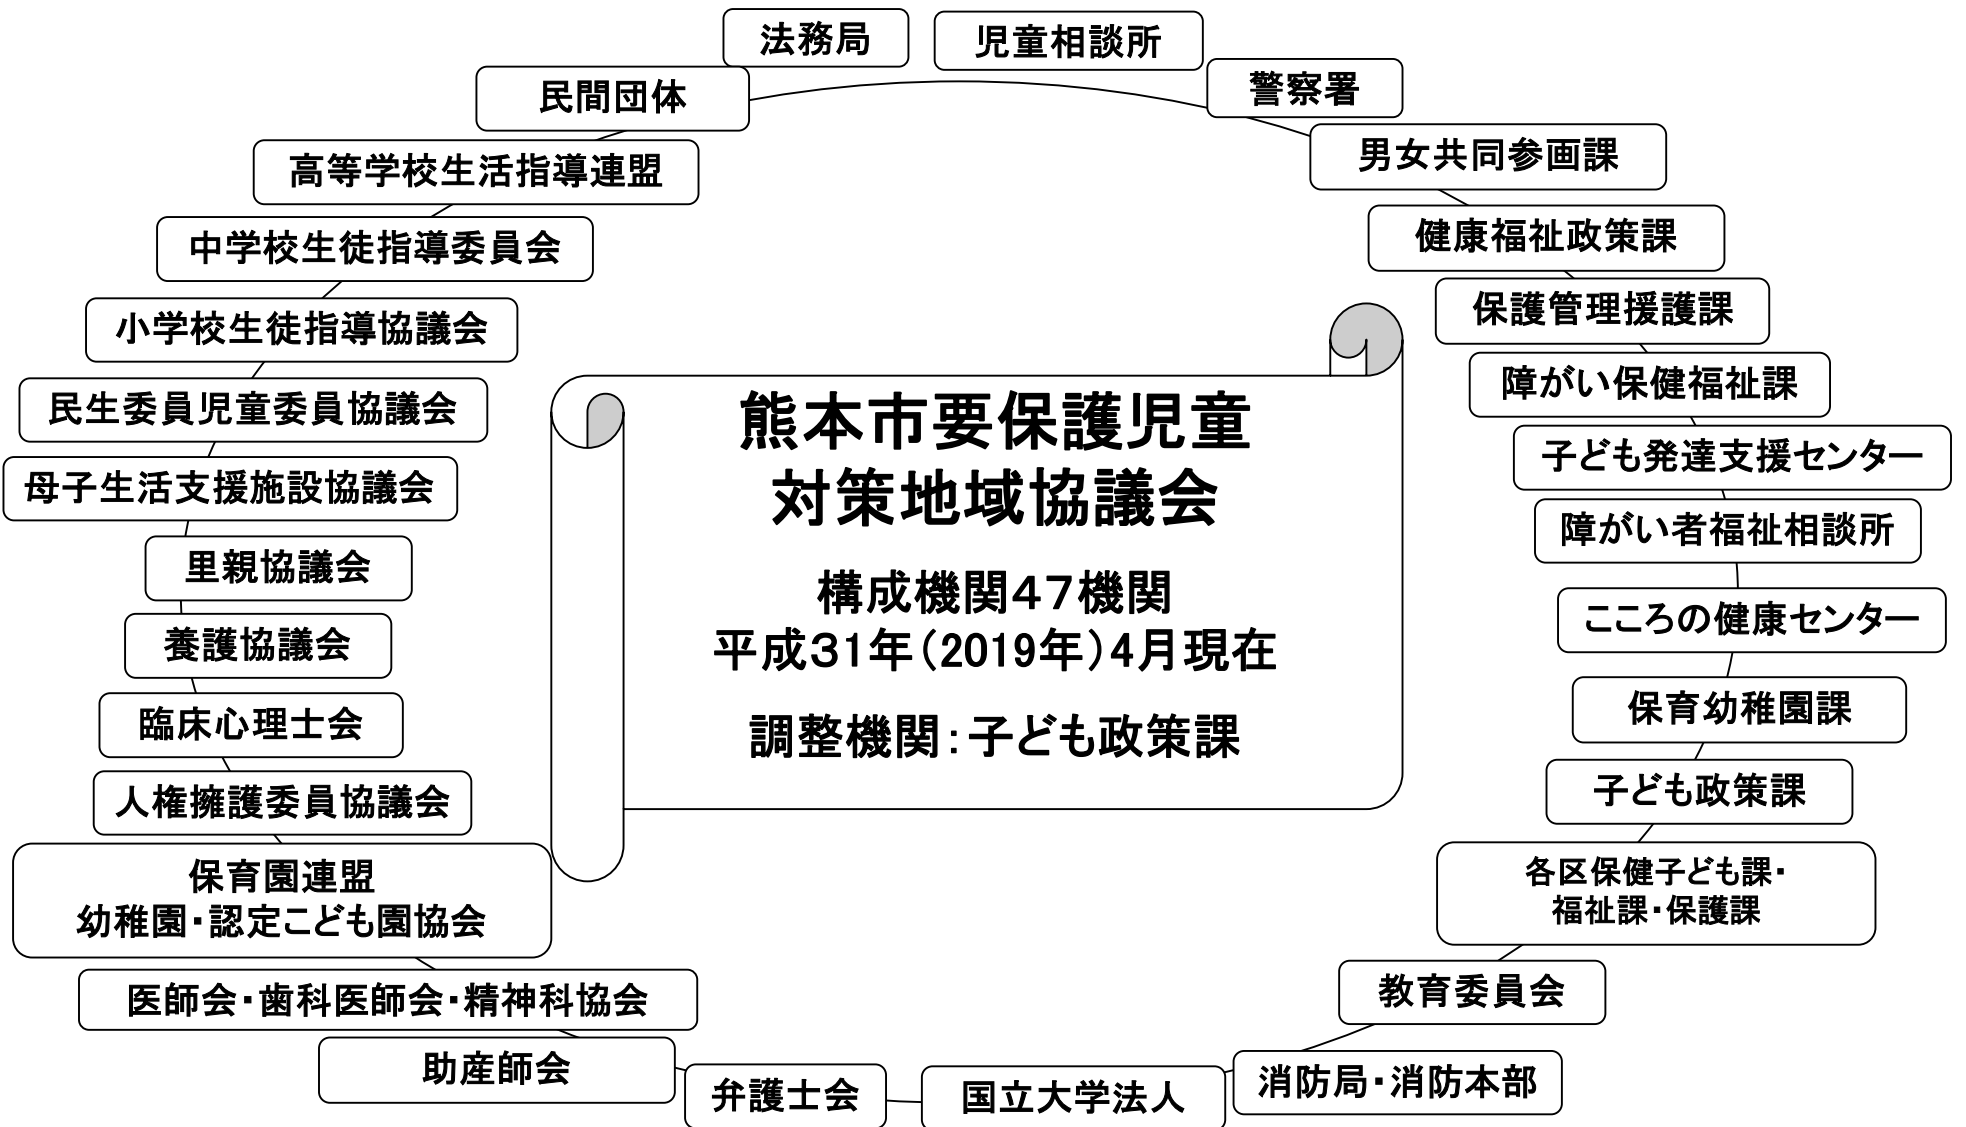 法務局
児童相談所
警察署
民間団体
男女共同参画課
高等学校生活指導連盟
健康福祉政策課
中学校生徒指導委員会
保護管理援護課
小学校生徒指導協議会
障がい保健福祉課
民生委員児童委員協議会
子ども発達支援センター
母子生活支援施設協議会
障がい者福祉相談所
里親協議会
こころの健康センター
養護協議会
保育幼稚園課
臨床心理士会
子ども政策課
人権擁護委員協議会
保育園連盟
幼稚園・認定こども園協会
各区保健子ども課・
福祉課・保護課
医師会・歯科医師会・精神科協会
教育委員会
助産師会
弁護士会
国立大学法人
消防局・消防本部
熊本市要保護児童
対策地域協議会
構成機関４７機関
平成３１年（2019年）4月現在
調整機関：子ども政策課